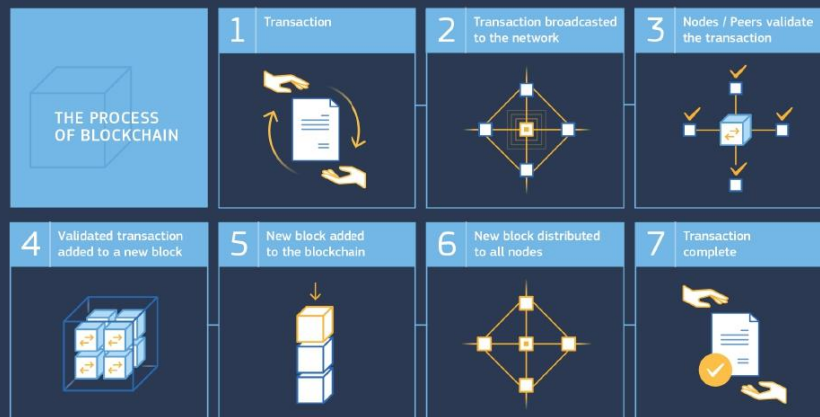 THE PROCESS
OF BLOCKCHAIN
1
Transaction
2
Transaction broadcasted
to the network
3
Nodes / Peers validate
the transaction
4
Validated transaction
added to a new block
5
New block added
to the blockchain
6
New block distributed
to all nodes
7
Transaction
complete